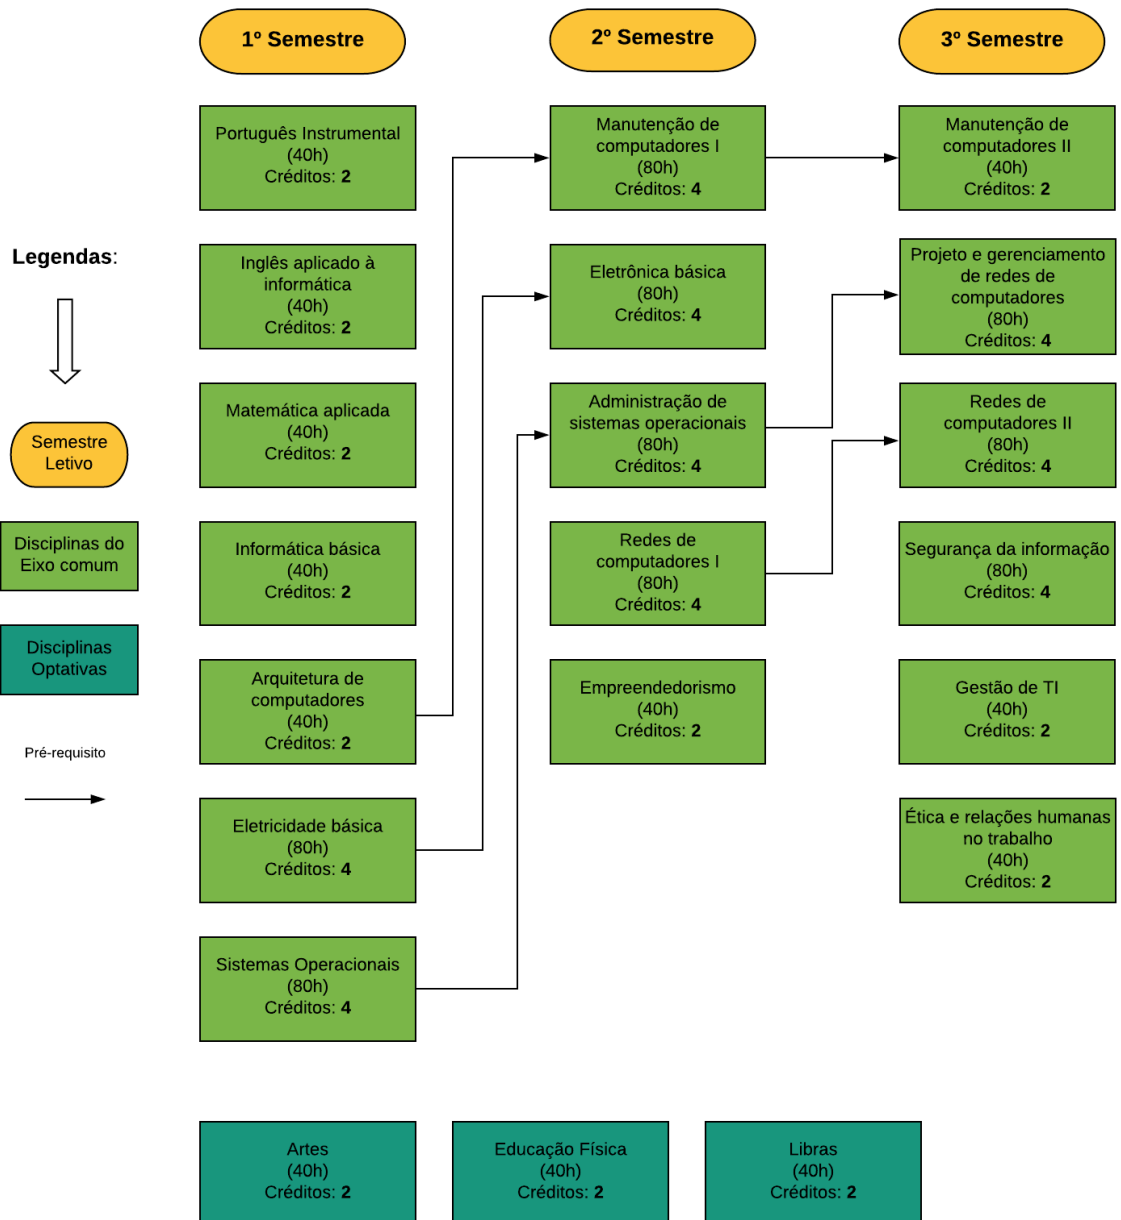 1º Semestre
2º Semestre
3º Semestre
Português Instrumental
(40h)
Créditos: 2
Manutenção de
computadores I
(80h)
Créditos: 4
Manutenção de
computadores II
(40h)
Créditos: 2
Legendas:
Inglês aplicado à
informática
(40h)
Créditos: 2
Eletrônica básica
(80h)
Créditos: 4
Projeto e gerenciamento
de redes de
computadores
(80h)
Créditos: 4
Semestre
Letivo
Matemática aplicada
(40h)
Créditos: 2
Administração de
sistemas operacionais
(80h)
Créditos: 4
Redes de
computadores II
(80h)
Créditos: 4
Disciplinas do
Eixo comum
Informática básica
(40h)
Créditos: 2
Redes de
computadores I
(80h)
Créditos: 4
Segurança da informação
(80h)
Créditos: 4
Disciplinas
Optativas
Arquitetura de
computadores
(40h)
Créditos: 2
Empreendedorismo
(40h)
Créditos: 2
Gestão de TI
(40h)
Créditos: 2
Pré-requisito
Eletricidade básica
(80h)
Créditos: 4
Ética e relações humanas
no trabalho
(40h)
Créditos: 2
Sistemas Operacionais
(80h)
Créditos: 4
Artes
(40h)
Créditos: 2
Educação Física
(40h)
Créditos: 2
Libras
(40h)
Créditos: 2